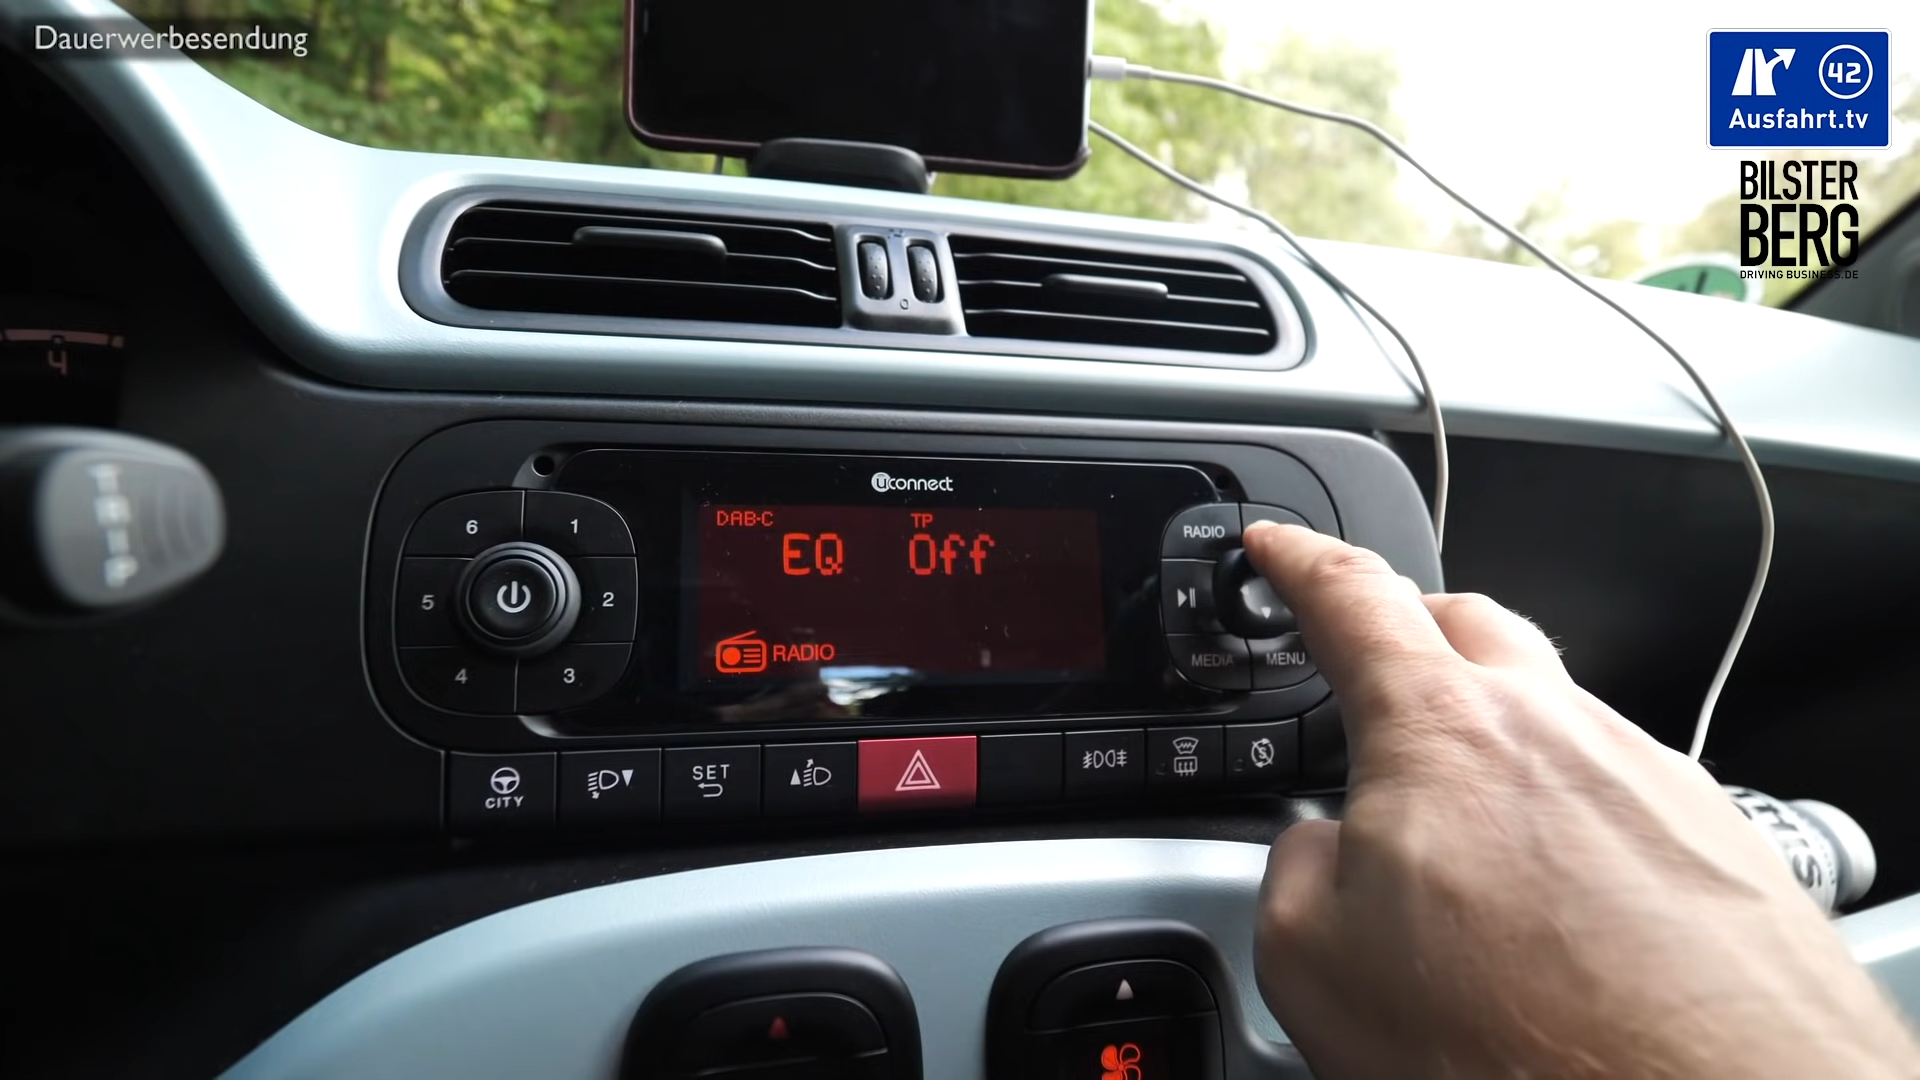 Dauerwerbesendung
42
Ausfahrt.tv
BILSTER
BERG
DRIVING BUSINESS.DE
4
uconnect
DAB-C TP
EQ Off
RADIO
6 1
5 2
4 3
RADIO
MEDIA MENU
CITY
SET